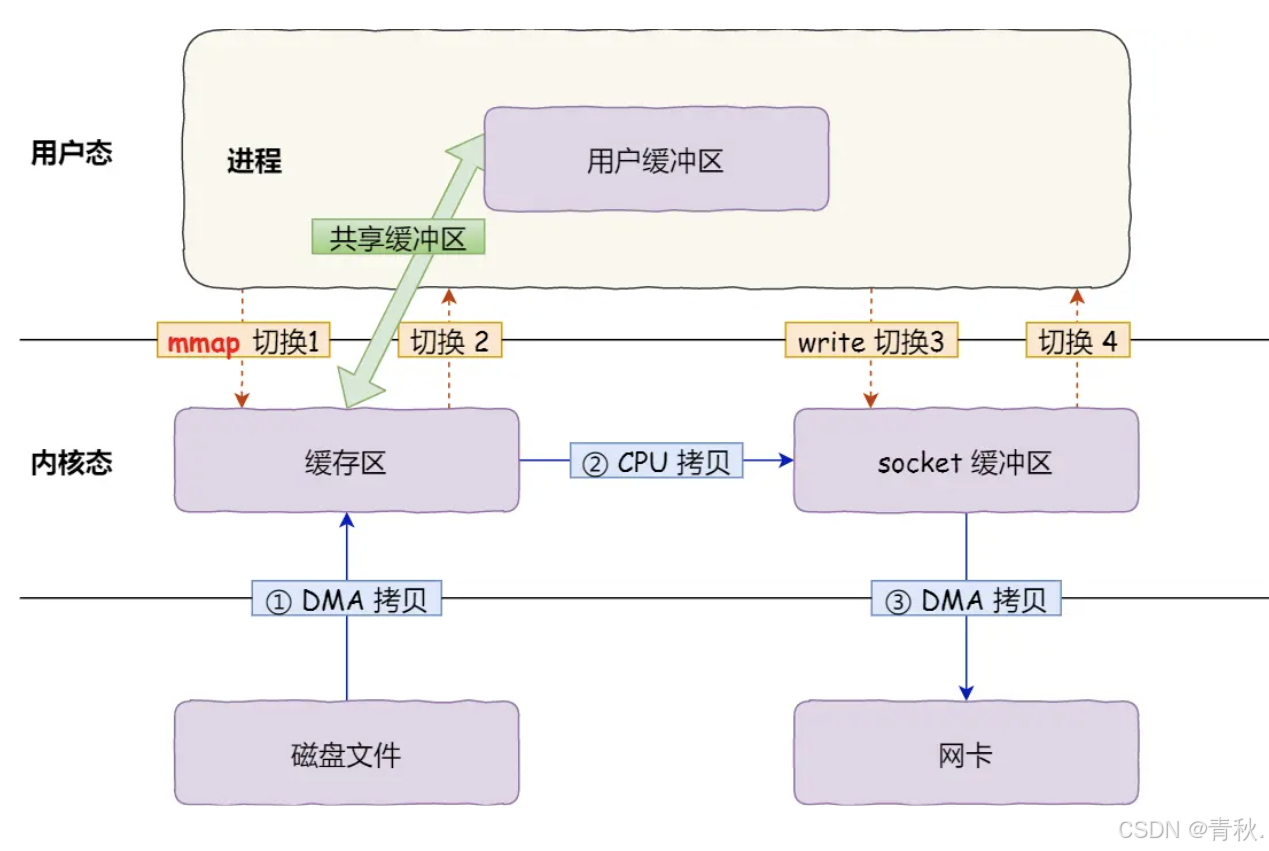 用户态
进程
用户缓冲区
共享缓冲区
mmap 切换1
切换 2
write 切换3
切换 4
内核态
缓存区
② CPU 拷贝
socket 缓冲区
① DMA 拷贝
③ DMA 拷贝
磁盘文件
网卡
CSDN @青秋.